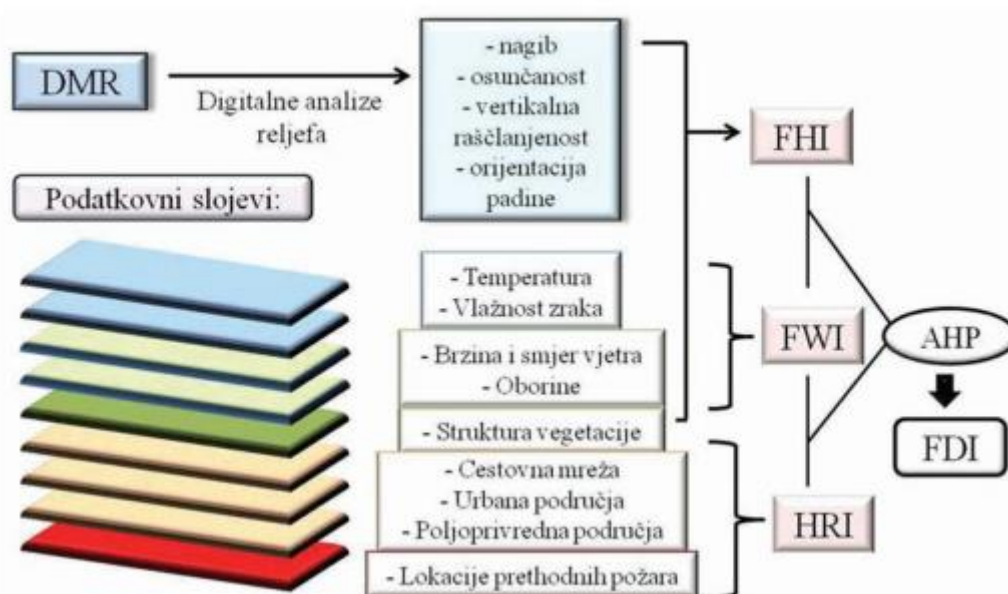 DMR
Digitalne analize
reljefa
- nagib
- osunčanost
- vertikalna
raščlanjenost
- orijentacija
padine
FHI
Podatkovni slojevi:
- Temperatura
- Vlažnost zraka
- Brzina i smjer vjetra
- Oborine
- Struktura vegetacije
- Cestovna mreža
- Urbana područja
- Poljoprivredna područja
- Lokacije prethodnih požara
FWI
HRI
AHP
FDI